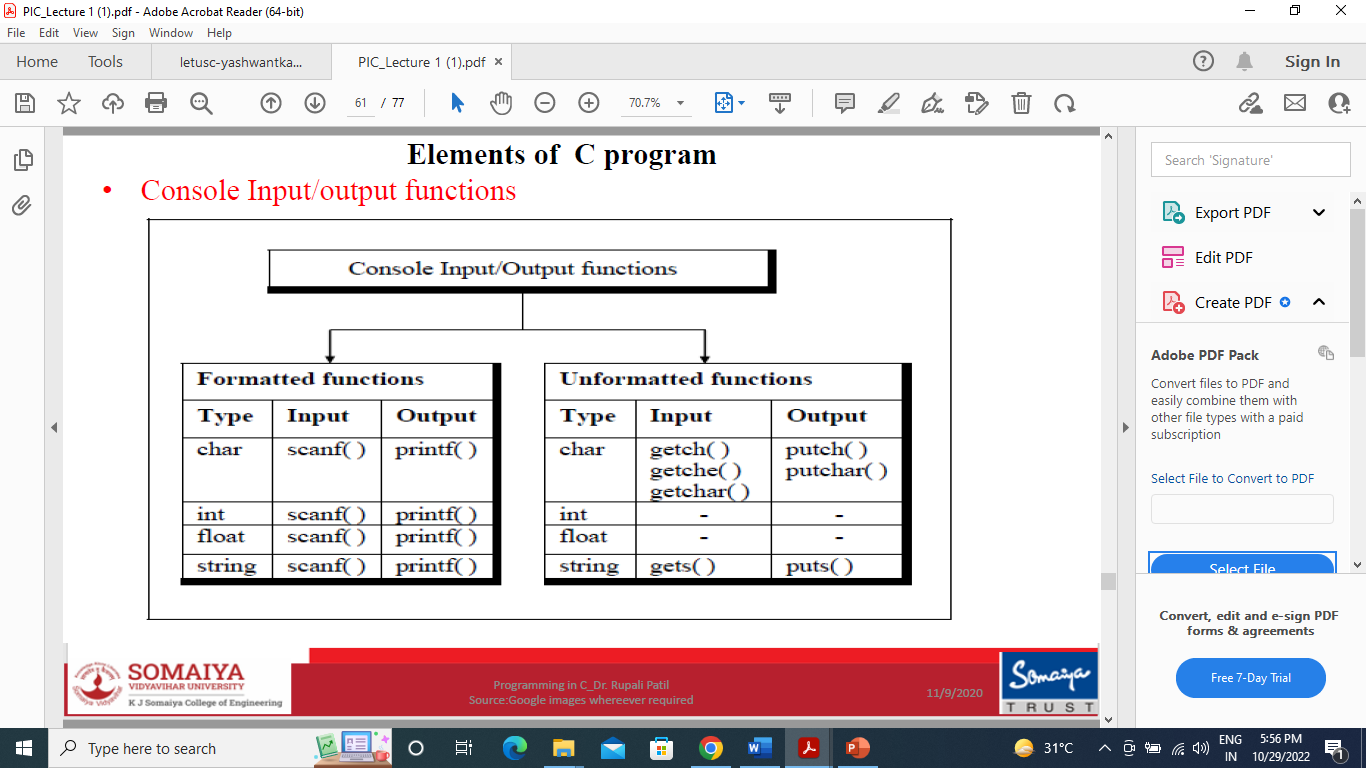 PIC_Lecture 1 (1).pdf - Adobe Acrobat Reader (64-bit)
File Edit View Sign Window Help
Home Tools letusc-yashwantka... PIC_Lecture 1 (1).pdf × Sign In
61 / 77 70.7%
Elements of C program
• Console Input/output functions
Console Input/Output functions
Formatted functions
Type Input Output
char scanf( ) printf( )
int scanf( ) printf( )
float scanf( ) printf( )
string scanf( ) printf( )
Unformatted functions
Type Input Output
char getch( ) putch( )
getche( ) putchar( )
getchar( )
int - -
float - -
string gets( ) puts( )
SOMAIYA
VIDYAVIHAR UNIVERSITY
K J Somaiya College of Engineering
Programming in C_Dr. Rupali Patil
Source:Google images whereever required
11/9/2020
Somaiya
TRUST
Search 'Signature'
Export PDF
Edit PDF
Create PDF
Adobe PDF Pack
Convert files to PDF and
easily combine them with
other file types with a paid
subscription
Select File to Convert to PDF
Select File
Convert, edit and e-sign PDF
forms & agreements
Free 7-Day Trial
Type here to search
31°C
ENG
IN
5:56 PM
10/29/2022
1